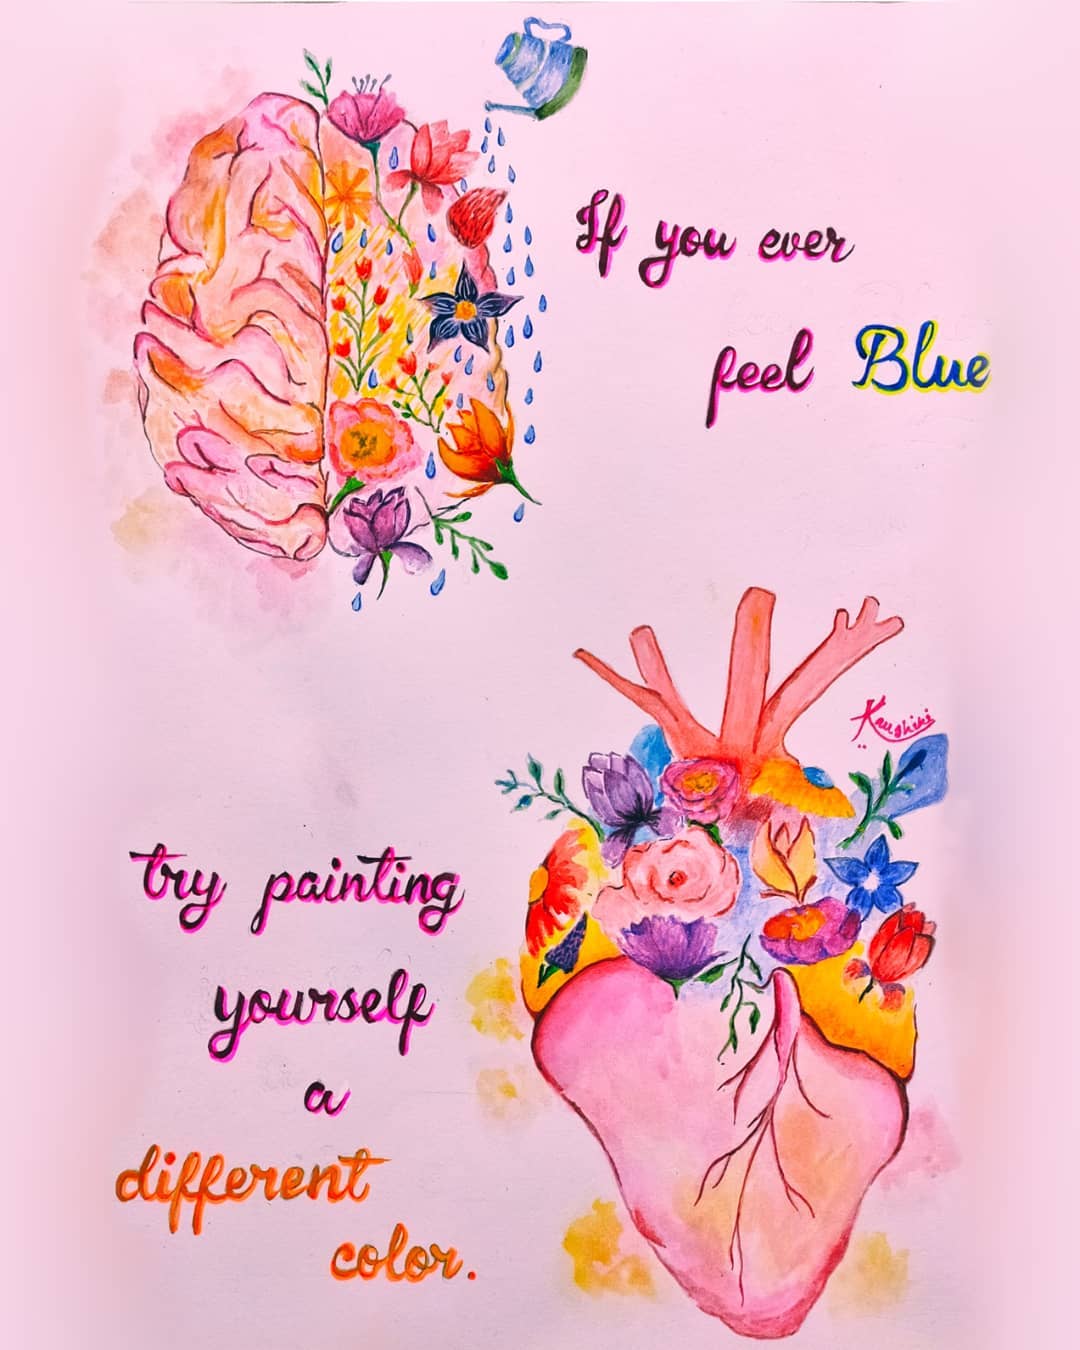 If you ever
feel Blue
Kaushiki
try painting
yourself
a
different
color.